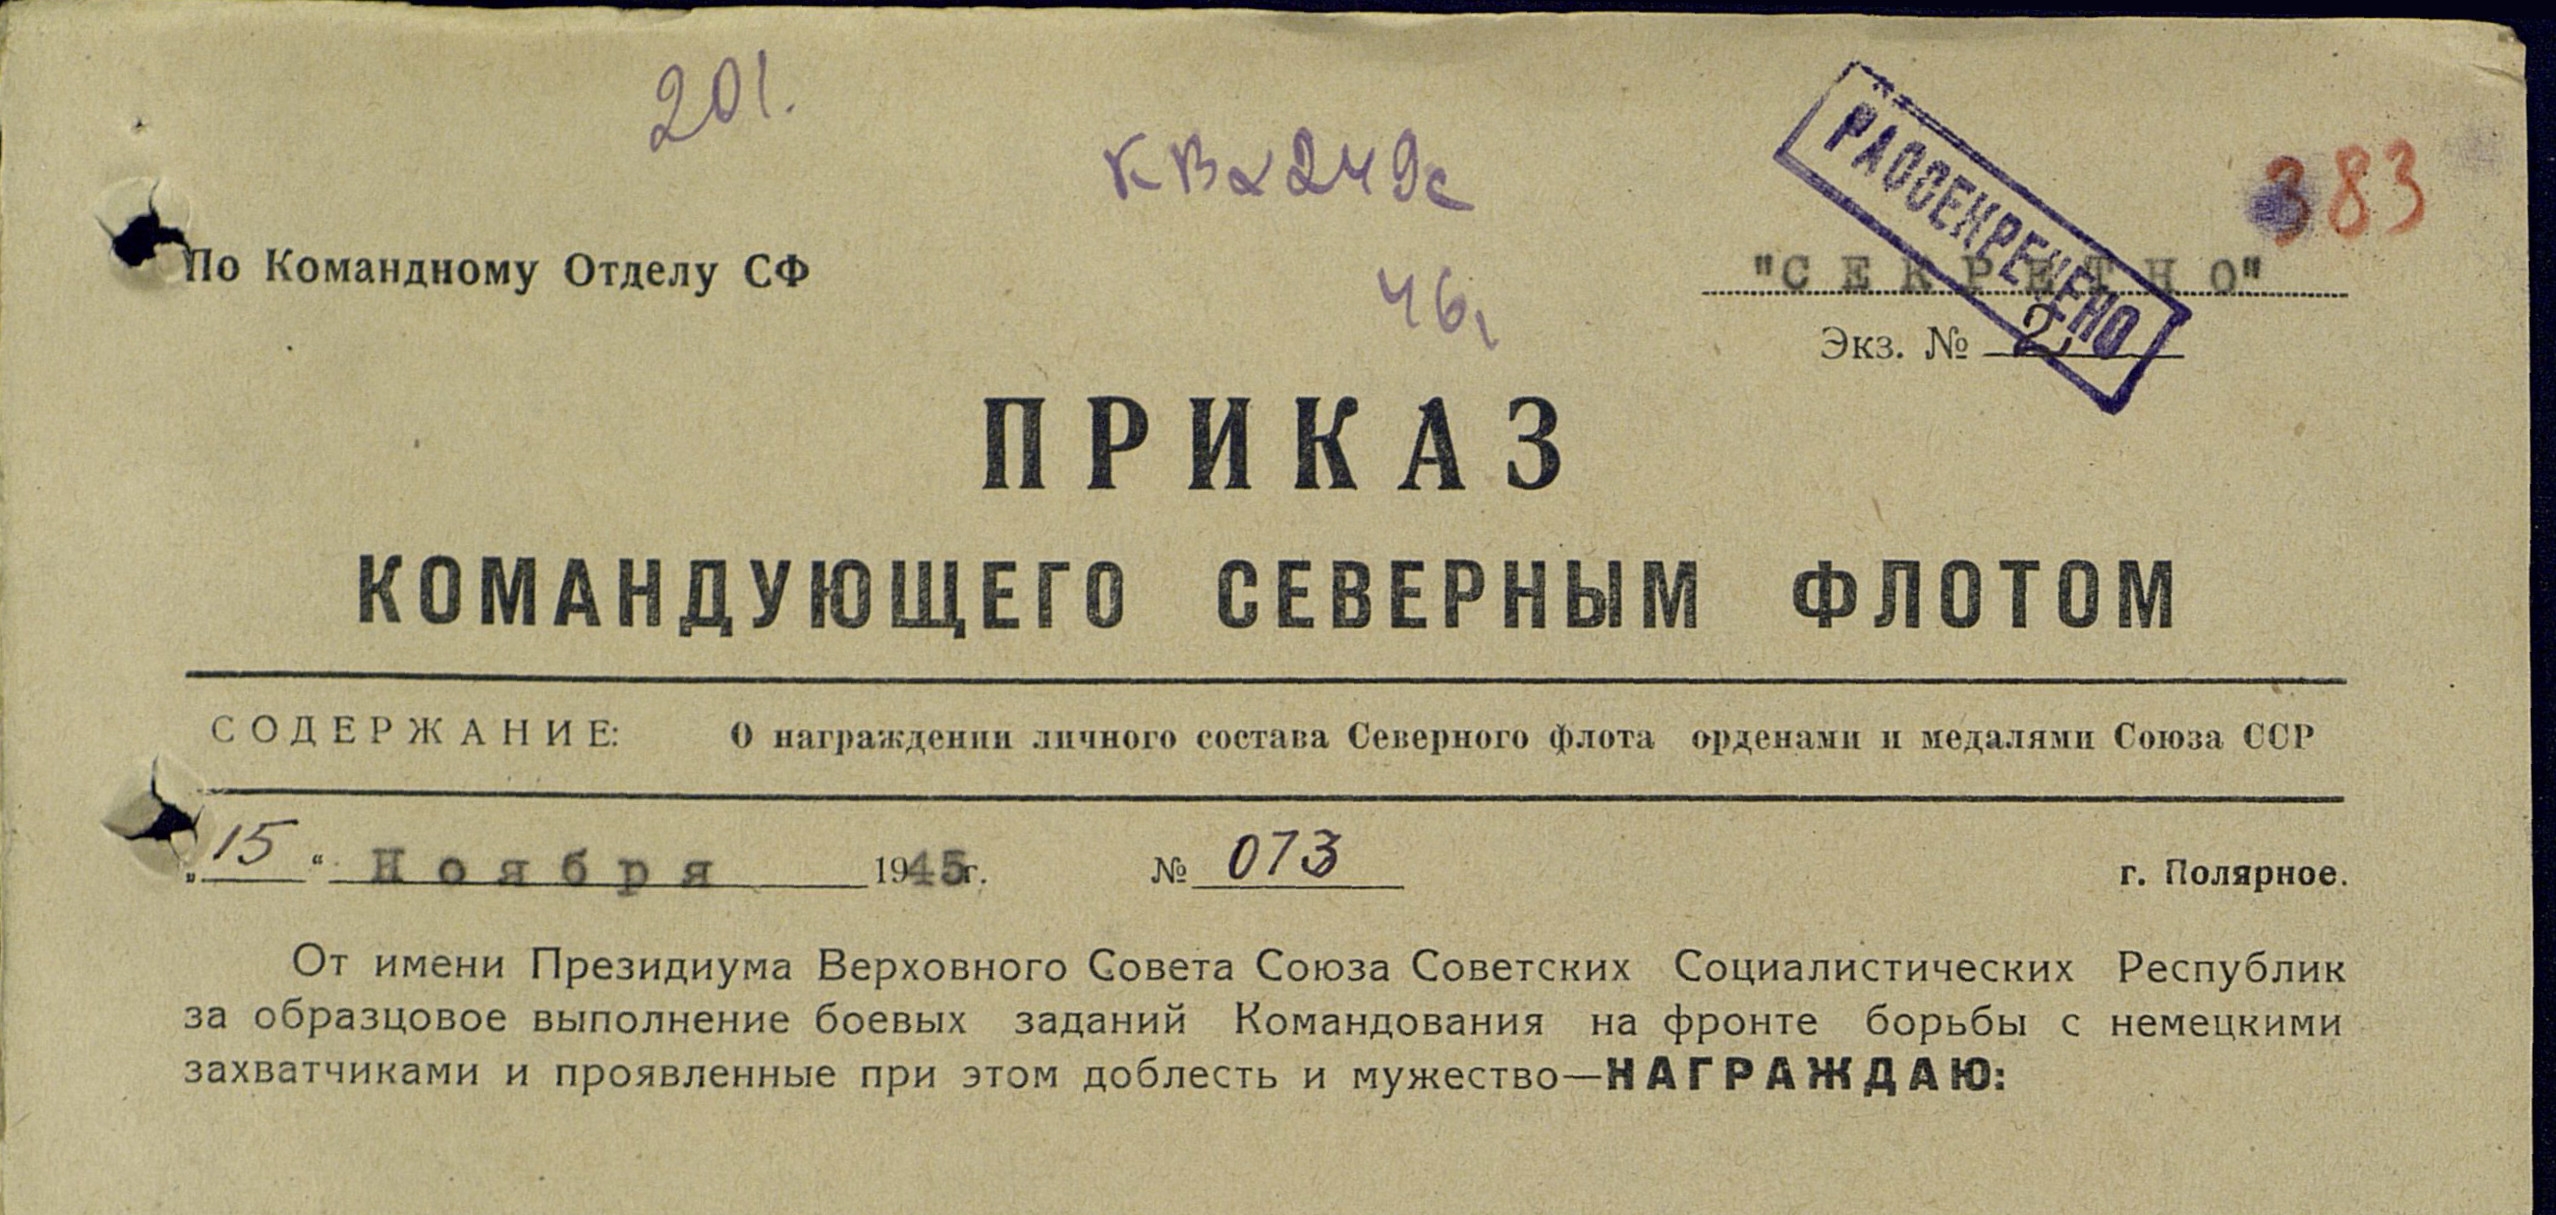 201.
К Вх 249с
46г
383
РАССЕКРЕЧЕНО
По Командному Отделу СФ
"СЕКРЕТНО"
Экз. № 2
ПРИКАЗ
КОМАНДУЮЩЕГО СЕВЕРНЫМ ФЛОТОМ
СОДЕРЖАНИЕ: О награждении личного состава Северного флота орденами и медалями Союза ССР
„15“ Ноября 1945г. № 073 г. Полярное.
От имени Президиума Верховного Совета Союза Советских Социалистических Республик
за образцовое выполнение боевых заданий Командования на фронте борьбы с немецкими
захватчиками и проявленные при этом доблесть и мужество—НАГРАЖДАЮ: